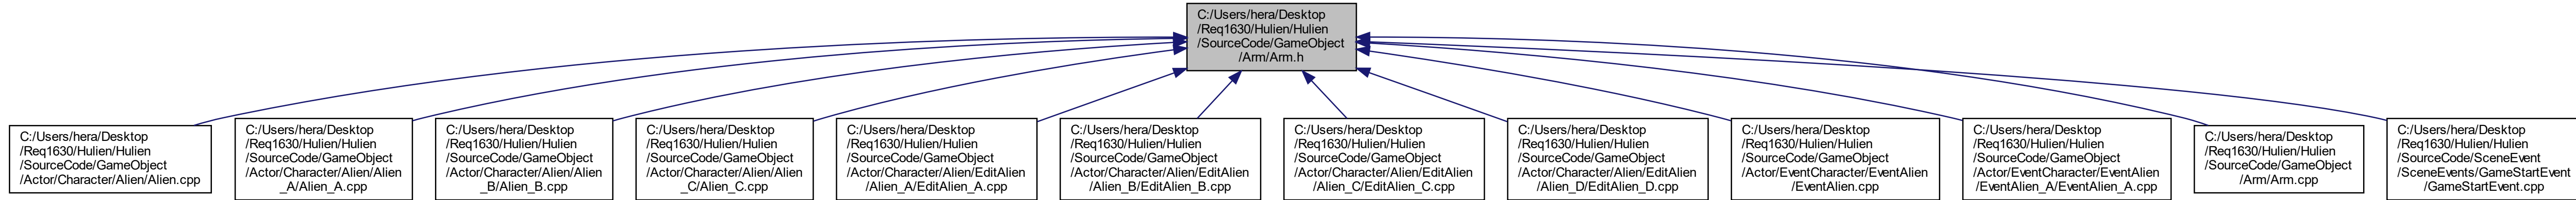 C:/Users/hera/Desktop
/Req1630/Hulien/Hulien
/SourceCode/GameObject
/Arm/Arm.h
C:/Users/hera/Desktop
/Req1630/Hulien/Hulien
/SourceCode/GameObject
/Actor/Character/Alien/Alien.cpp
C:/Users/hera/Desktop
/Req1630/Hulien/Hulien
/SourceCode/GameObject
/Actor/Character/Alien/Alien
_A/Alien_A.cpp
C:/Users/hera/Desktop
/Req1630/Hulien/Hulien
/SourceCode/GameObject
/Actor/Character/Alien/Alien
_B/Alien_B.cpp
C:/Users/hera/Desktop
/Req1630/Hulien/Hulien
/SourceCode/GameObject
/Actor/Character/Alien/Alien
_C/Alien_C.cpp
C:/Users/hera/Desktop
/Req1630/Hulien/Hulien
/SourceCode/GameObject
/Actor/Character/Alien/EditAlien
/Alien_A/EditAlien_A.cpp
C:/Users/hera/Desktop
/Req1630/Hulien/Hulien
/SourceCode/GameObject
/Actor/Character/Alien/EditAlien
/Alien_B/EditAlien_B.cpp
C:/Users/hera/Desktop
/Req1630/Hulien/Hulien
/SourceCode/GameObject
/Actor/Character/Alien/EditAlien
/Alien_C/EditAlien_C.cpp
C:/Users/hera/Desktop
/Req1630/Hulien/Hulien
/SourceCode/GameObject
/Actor/Character/Alien/EditAlien
/Alien_D/EditAlien_D.cpp
C:/Users/hera/Desktop
/Req1630/Hulien/Hulien
/SourceCode/GameObject
/Actor/EventCharacter/EventAlien
/EventAlien.cpp
C:/Users/hera/Desktop
/Req1630/Hulien/Hulien
/SourceCode/GameObject
/Actor/EventCharacter/EventAlien
/EventAlien_A/EventAlien_A.cpp
C:/Users/hera/Desktop
/Req1630/Hulien/Hulien
/SourceCode/GameObject
/Arm/Arm.cpp
C:/Users/hera/Desktop
/Req1630/Hulien/Hulien
/SourceCode/SceneEvent
/SceneEvents/GameStartEvent
/GameStartEvent.cpp